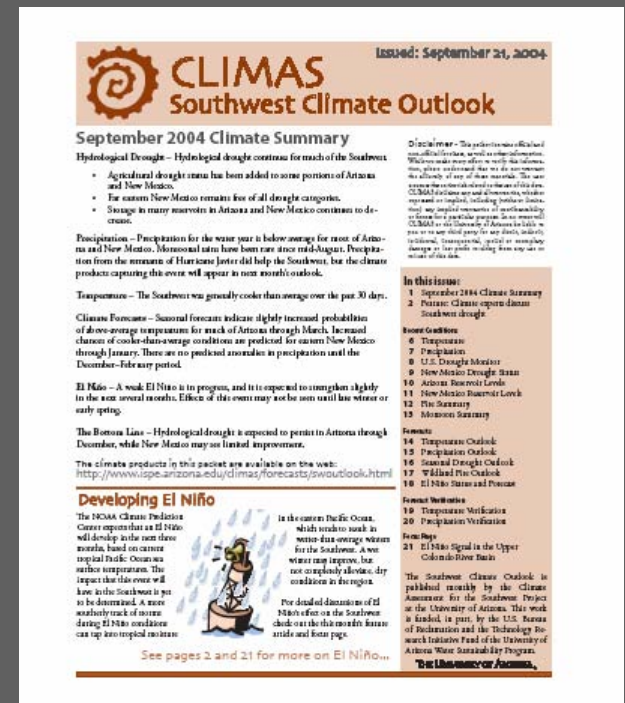 Issued: September 21, 2004
CLIMAS
Southwest Climate Outlook
September 2004 Climate Summary
Hydrological Drought – Hydrological drought continues for much of the Southwest.
• Agricultural drought status has been added to some portions of Arizona
and New Mexico.
• Far eastern New Mexico remains free of all drought categories.
• Storage in many reservoirs in Arizona and New Mexico continues to de-
crease.
Precipitation – Precipitation for the water year is below average for most of Arizo-
na and New Mexico. Monsoonal rains have been rare since mid-August. Precipita-
tion from the remnants of Hurricane Javier did help the Southwest, but the climate
products capturing this event will appear in next month's outlook.
Temperature – The Southwest was generally cooler than average over the past 30 days.
Climate Forecasts – Seasonal forecasts indicate slightly increased probabilities
of above-average temperatures for much of Arizona through March. Increased
chances of cooler-than-average conditions are predicted for eastern New Mexico
through January. There are no predicted anomalies in precipitation until the
December–February period.
El Niño – A weak El Niño is in progress, and it is expected to strengthen slightly
in the next several months. Effects of this event may not be seen until late winter or
early spring.
The Bottom Line – Hydrological drought is expected to persist in Arizona through
December, while New Mexico may see limited improvement.
The climate products in this packet are available on the web:
http://www.ispe.arizona.edu/climas/forecasts/swoutlook.html
Developing El Niño
The NOAA Climate Prediction
Center expects that an El Niño
will develop in the next three
months, based on current
tropical Pacific Ocean sea
surface temperatures. The
impact that this event will
have in the Southwest is yet
to be determined. A more
southerly track of storms
during El Niño conditions
can tap into tropical moisture
in the eastern Pacific Ocean,
which tends to result in
wetter-than-average winters
for the Southwest. A wet
winter may improve, but
not completely alleviate, dry
conditions in the region.
For detailed discussions of El
Niño's effect on the Southwest
check out the this month's feature
article and focus page.
See pages 2 and 21 for more on El Niño...
Disclaimer -
In this issue:
1 September 2004 Climate Summary
2 Feature: Climate experts discuss
Southwest drought
Recent Conditions
6 Temperature
7 Precipitation
8 U.S. Drought Monitor
9 New Mexico Drought Status
10 Arizona Reservoir Levels
11 New Mexico Reservoir Levels
12 Fire Summary
13 Monsoon Summary
Forecasts
14 Temperature Outlook
15 Precipitation Outlook
16 Seasonal Drought Outlook
17 Wildland Fire Outlook
18 El Niño Status and Forecast
Forecast Verification
19 Temperature Verification
20 Precipitation Verification
Focus Page
21 El Niño Signal in the Upper
Colorado River Basin
The Southwest Climate Outlook is
published monthly by the Climate
Assessment for the Southwest Project
at the University of Arizona. This work
is funded, in part, by the U.S. Bureau
of Reclamation and the Technology Re-
search Initiative Fund of the University of
Arizona Water Sustainability Program.
THE UNIVERSITY OF ARIZONA.